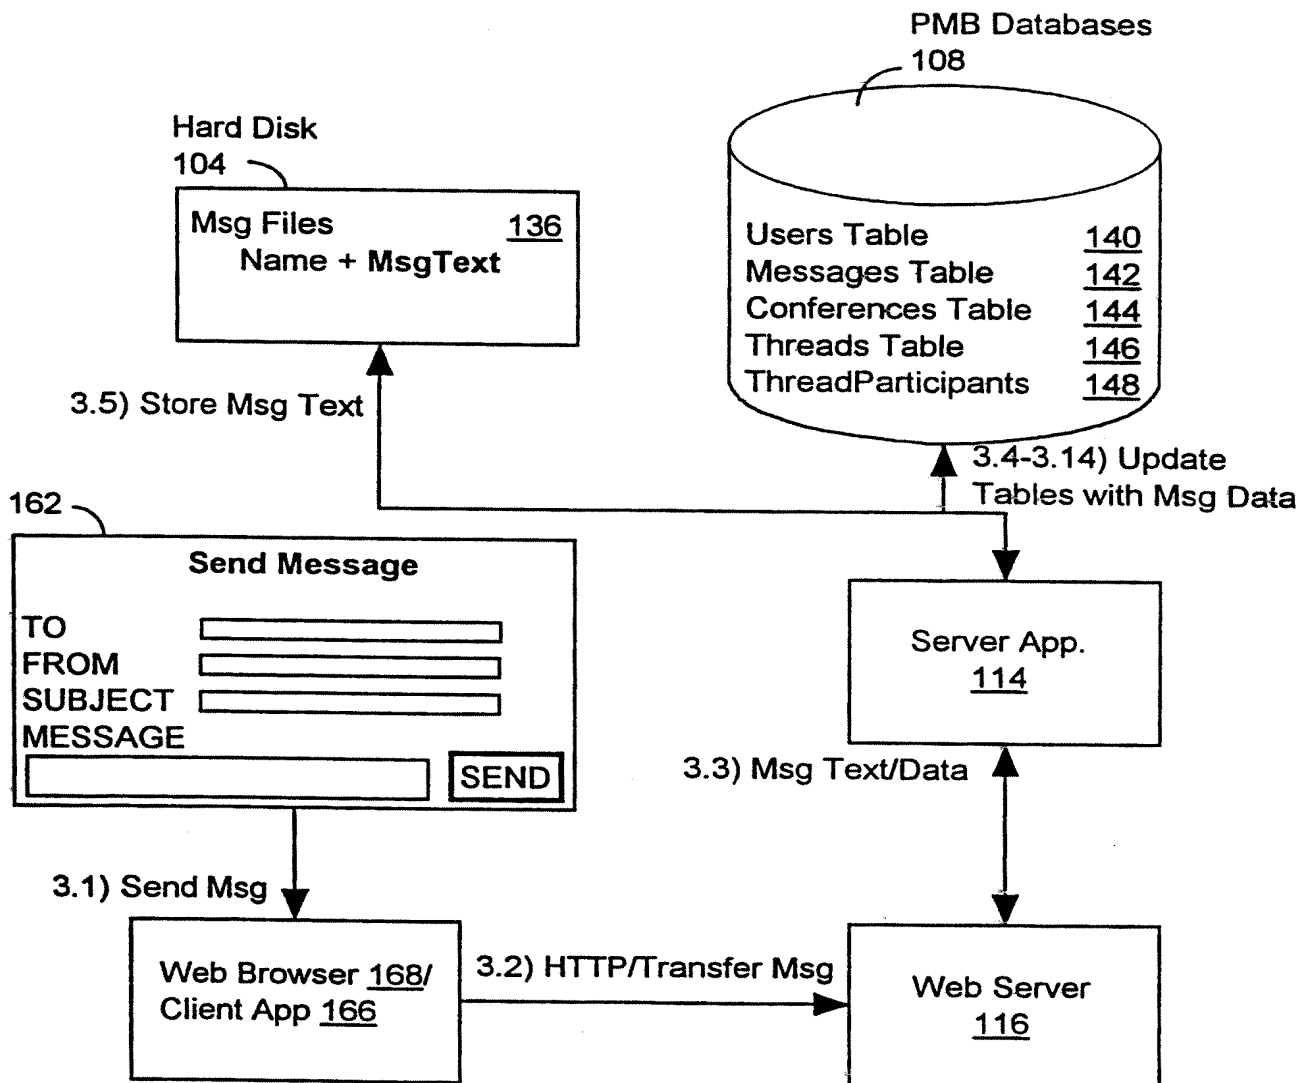 PMB Databases
108
Hard Disk
104
Msg Files 136
Name + MsgText
Users Table 140
Messages Table 142
Conferences Table 144
Threads Table 146
ThreadParticipants 148
3.5) Store Msg Text
3.4-3.14) Update
Tables with Msg Data
162
Send Message
TO
FROM
SUBJECT
MESSAGE
SEND
Server App.
114
3.3) Msg Text/Data
3.1) Send Msg
Web Browser 168/
Client App 166
3.2) HTTP/Transfer Msg
Web Server
116